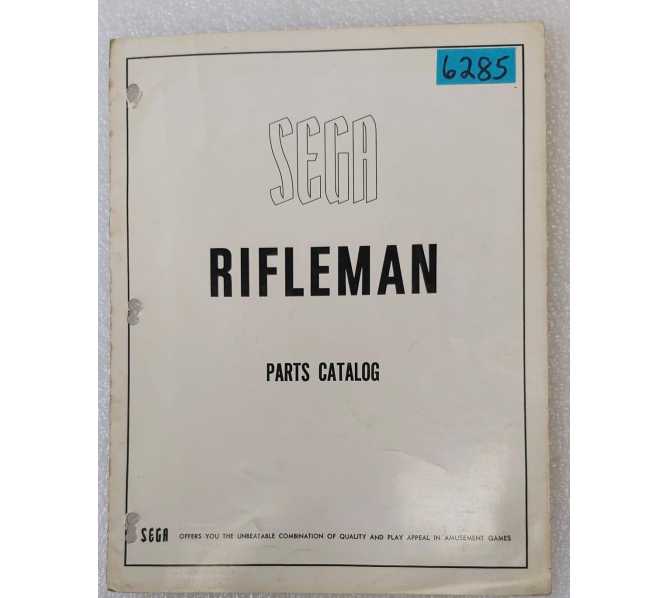 6285
SEGA
RIFLEMAN
PARTS CATALOG
SEGA OFFERS YOU THE UNBEATABLE COMBINATION OF QUALITY AND PLAY APPEAL IN AMUSEMENT GAMES